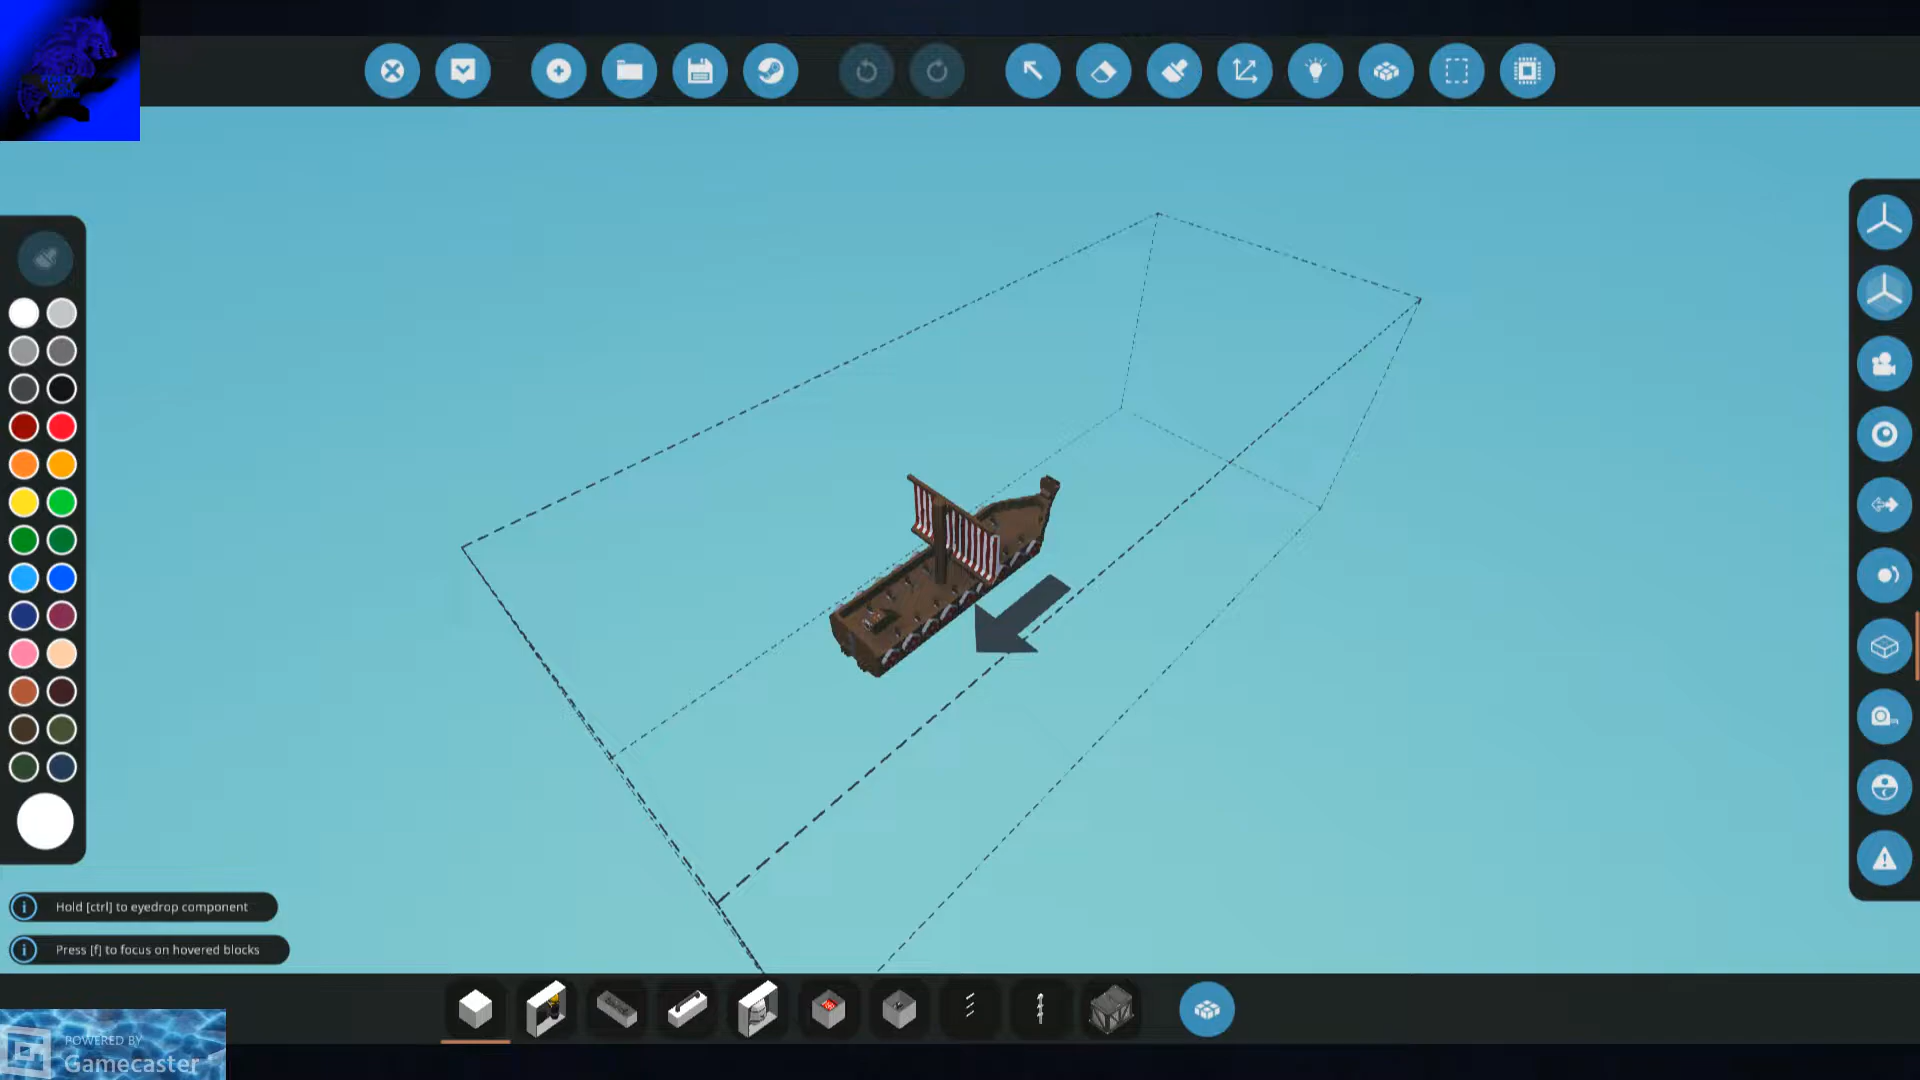 Hold [ctrl] to eyedrop component
Press [f] to focus on hovered blocks
POWERED BY
Gamecaster